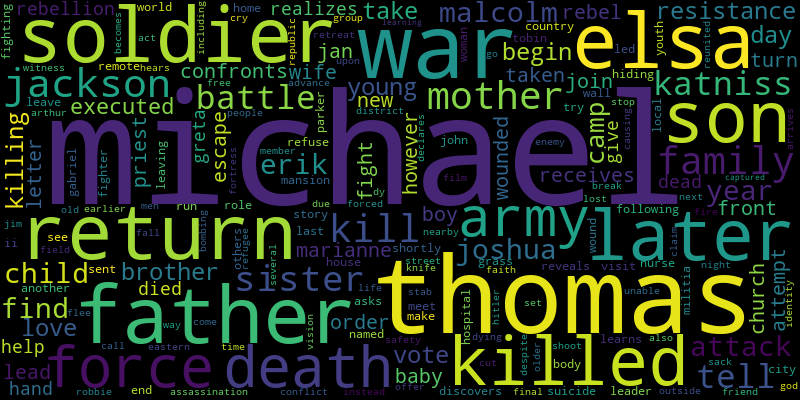 fighting rebellion world cry home group realizes take malcolm rebel country resistance
including soldier war elsa day
becomes act youth led reunited
witness remote hears republic retreat upon woman tobin go learning hiding turn
jackson confronts wife jan begin taken join katniss
leave free advance wall stop
arthur executed battle young new mother try local son
people parker district declares john causing
killing letter priest greta escape however camp give
michael
gabriel leaving fighter fortress member refuse fight wounded enemy receives family
erik mansion film break dead arrives
jim old earlier men run role due forced dy boy army lost captured next year
return story kill later front
ii see fall bombing others refugee last shortly nearby joshua following fire claim
field several marianne street grass wound
child sent brother sister house knife faith reveals visit nurse night church attempt
another died life stab hospital thomas militia identity
find father asks meet set unable
flee way come vision order make hitler despite also
love call eastern time named safety dying older shoot learns attack
help force death vote killed body sack city
lead baby cut tell god
hand end robbie assassination conflict instead offer discovers final suicide leader outside friend